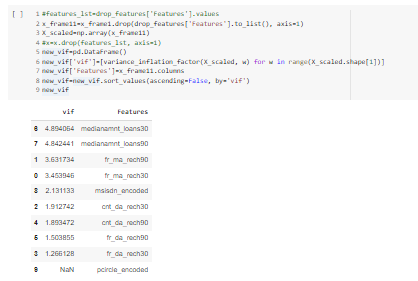 [ ]
1 #features_lst=drop_features['Features'].values
2 x_frame11=x_frame1.drop(drop_features['Features'].to_list(), axis=1)
3 X_scaled=np.array(x_frame11)
4 #x=x.drop(features_lst, axis=1)
5 new_vif=pd.DataFrame()
6 new_vif['vif']=[variance_inflation_factor(X_scaled, w) for w in range(X_scaled.shape[1])]
7 new_vif['Features']=x_frame11.columns
8 new_vif=new_vif.sort_values(ascending=False, by='vif')
9 new_vif
vif Features
6 4.894064 medianamnt_loans30
7 4.842441 medianamnt_loans90
1 3.631734 fr_ma_rech90
0 3.453946 fr_ma_rech30
8 2.131133 msisdn_encoded
2 1.912742 cnt_da_rech30
4 1.893472 cnt_da_rech90
5 1.503855 fr_da_rech90
3 1.266128 fr_da_rech30
9 NaN pcircle_encoded